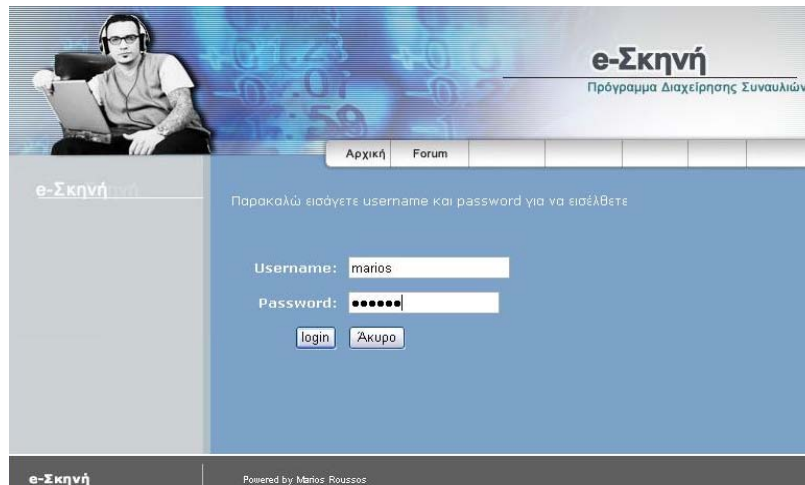 e-Σκηνή
Πρόγραμμα Διαχείρησης Συναυλιών
Αρχική Forum
e-Σκηνή
Παρακαλώ εισάγετε username και password για να εισέλθετε
Username: marios
Password: ●●●●●●
login Άκυρο
e-Σκηνή Powered by Marios Roussos